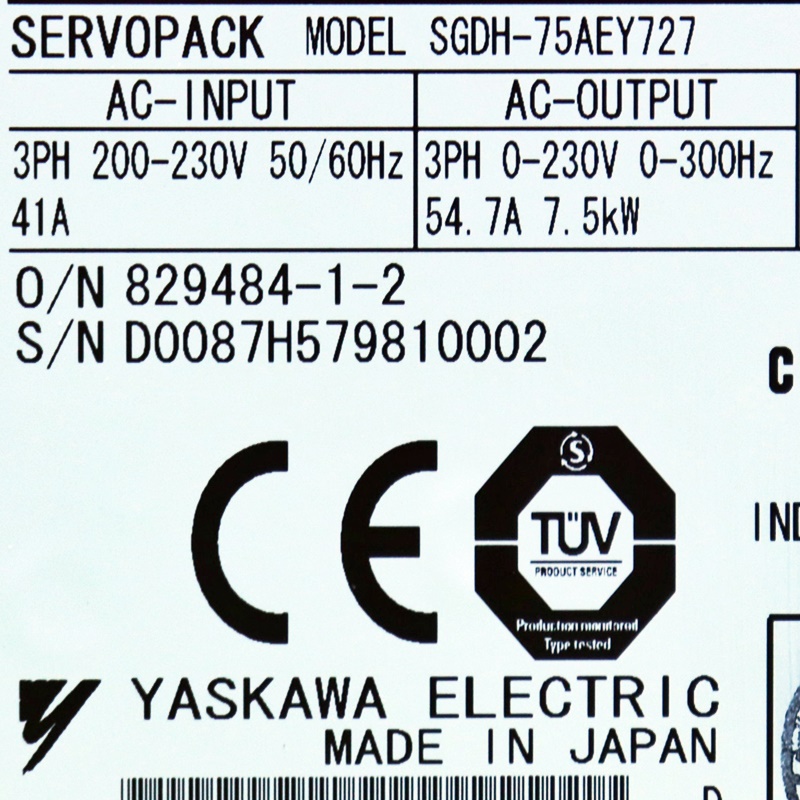 SERVOPACK MODEL SGDH-75AEY727
AC-INPUT AC-OUTPUT
3PH 200-230V 50/60Hz 3PH 0-230V 0-300Hz
41A 54.7A 7.5kW
O/N 829484-1-2
S/N D0087H579810002
C
CE
S
TÜV
PRODUCT SERVICE
IND
Production monitored
Type tested
YASKAWA ELECTRIC
MADE IN JAPAN